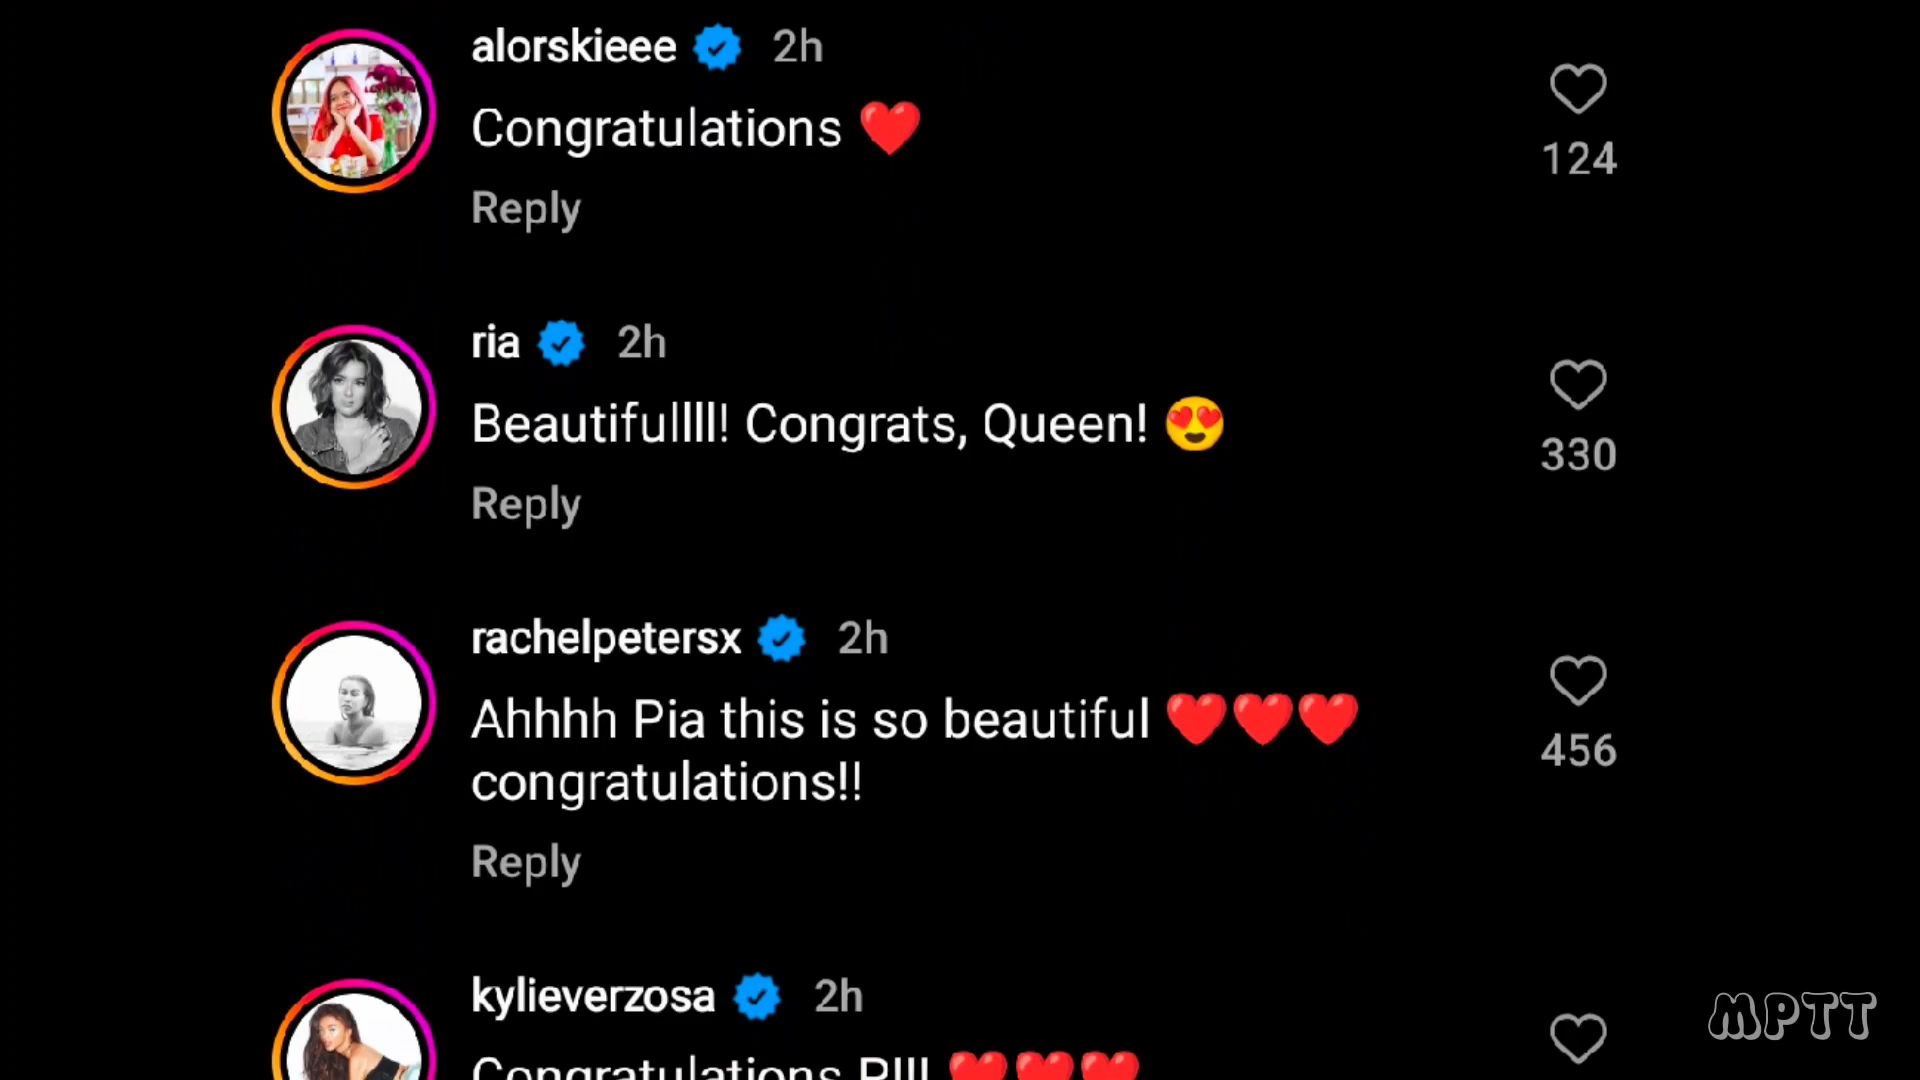 alorskieee 2h
Congratulations ❤️
124
Reply
ria 2h
Beautifullll! Congrats, Queen! 😍
330
Reply
rachelpetersx 2h
Ahhhh Pia this is so beautiful ❤️❤️❤️
congratulations!!
456
Reply
kylieverzosa 2h
Congratulations P!!! ❤️❤️❤️
MPTT